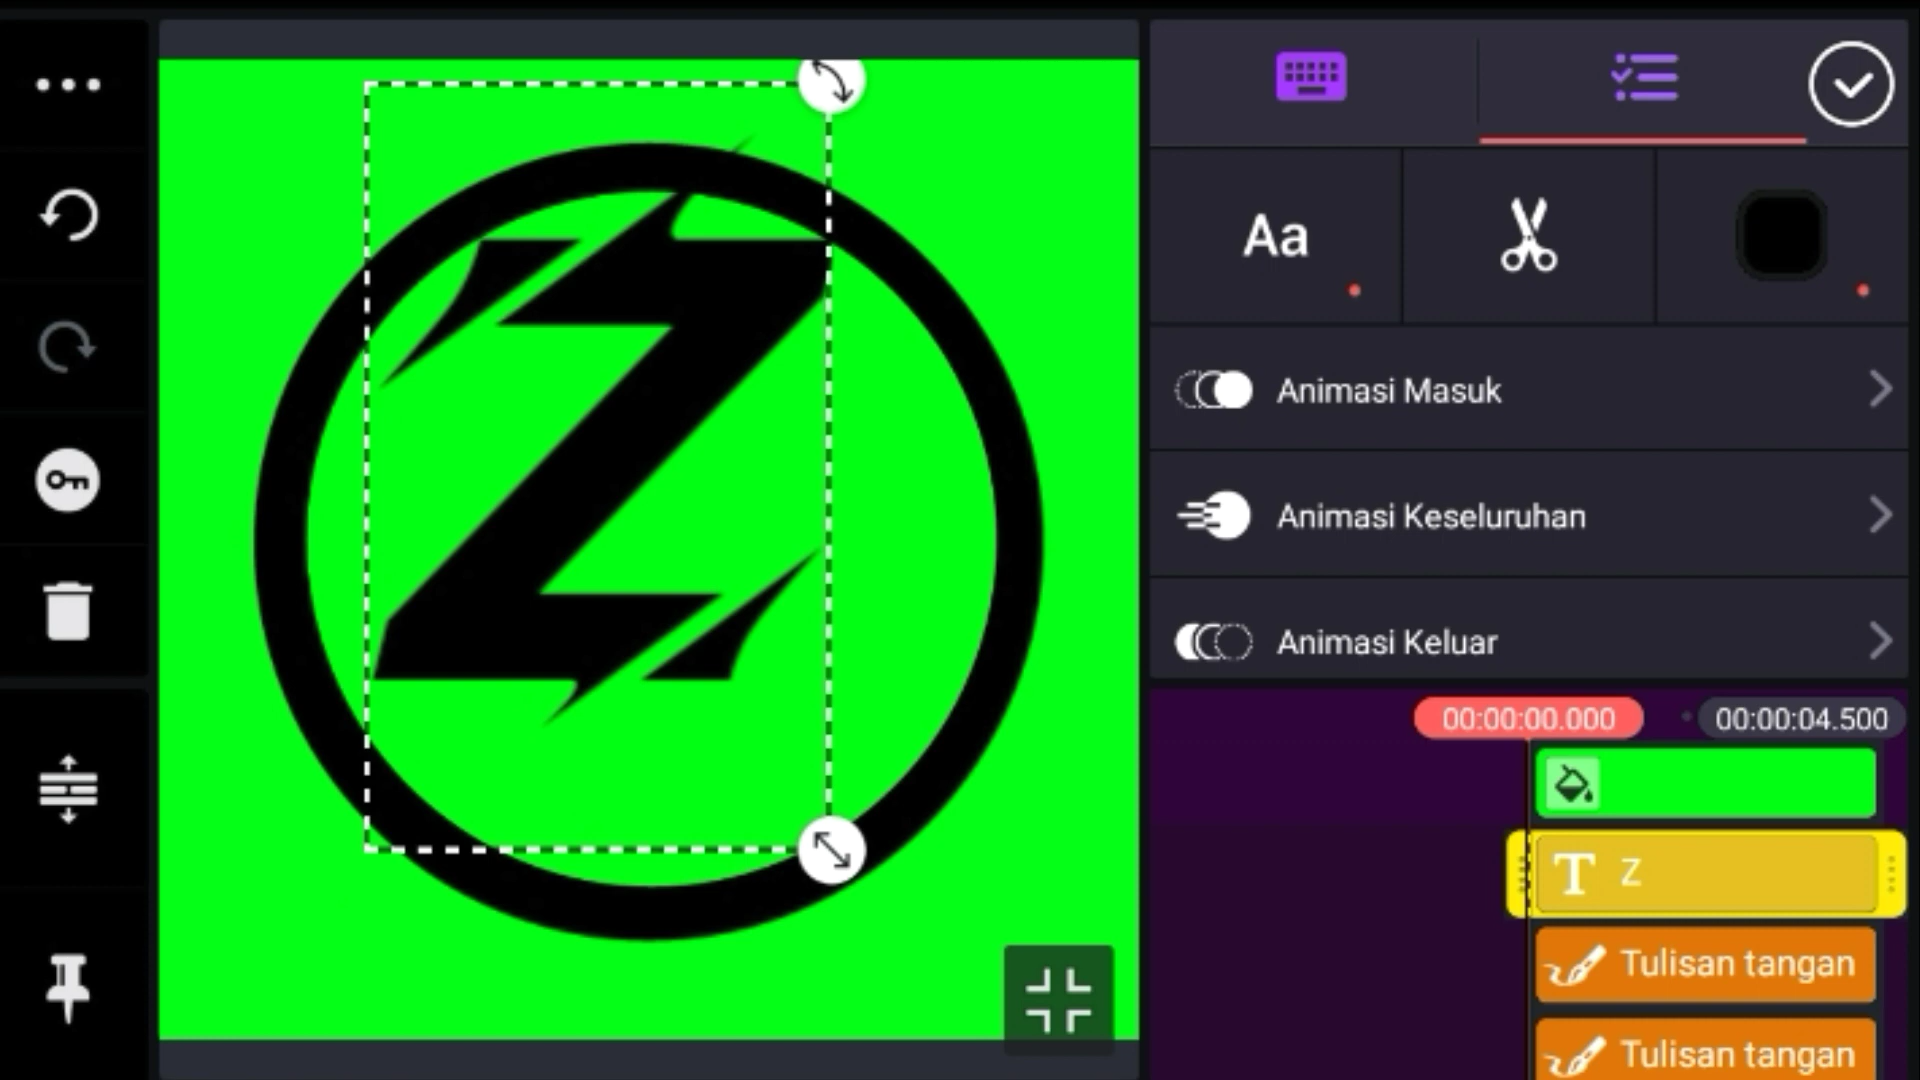 Z
Aa
Animasi Masuk
Animasi Keseluruhan
Animasi Keluar
00:00:00.000
00:00:04.500
T Z
Tulisan tangan
Tulisan tangan